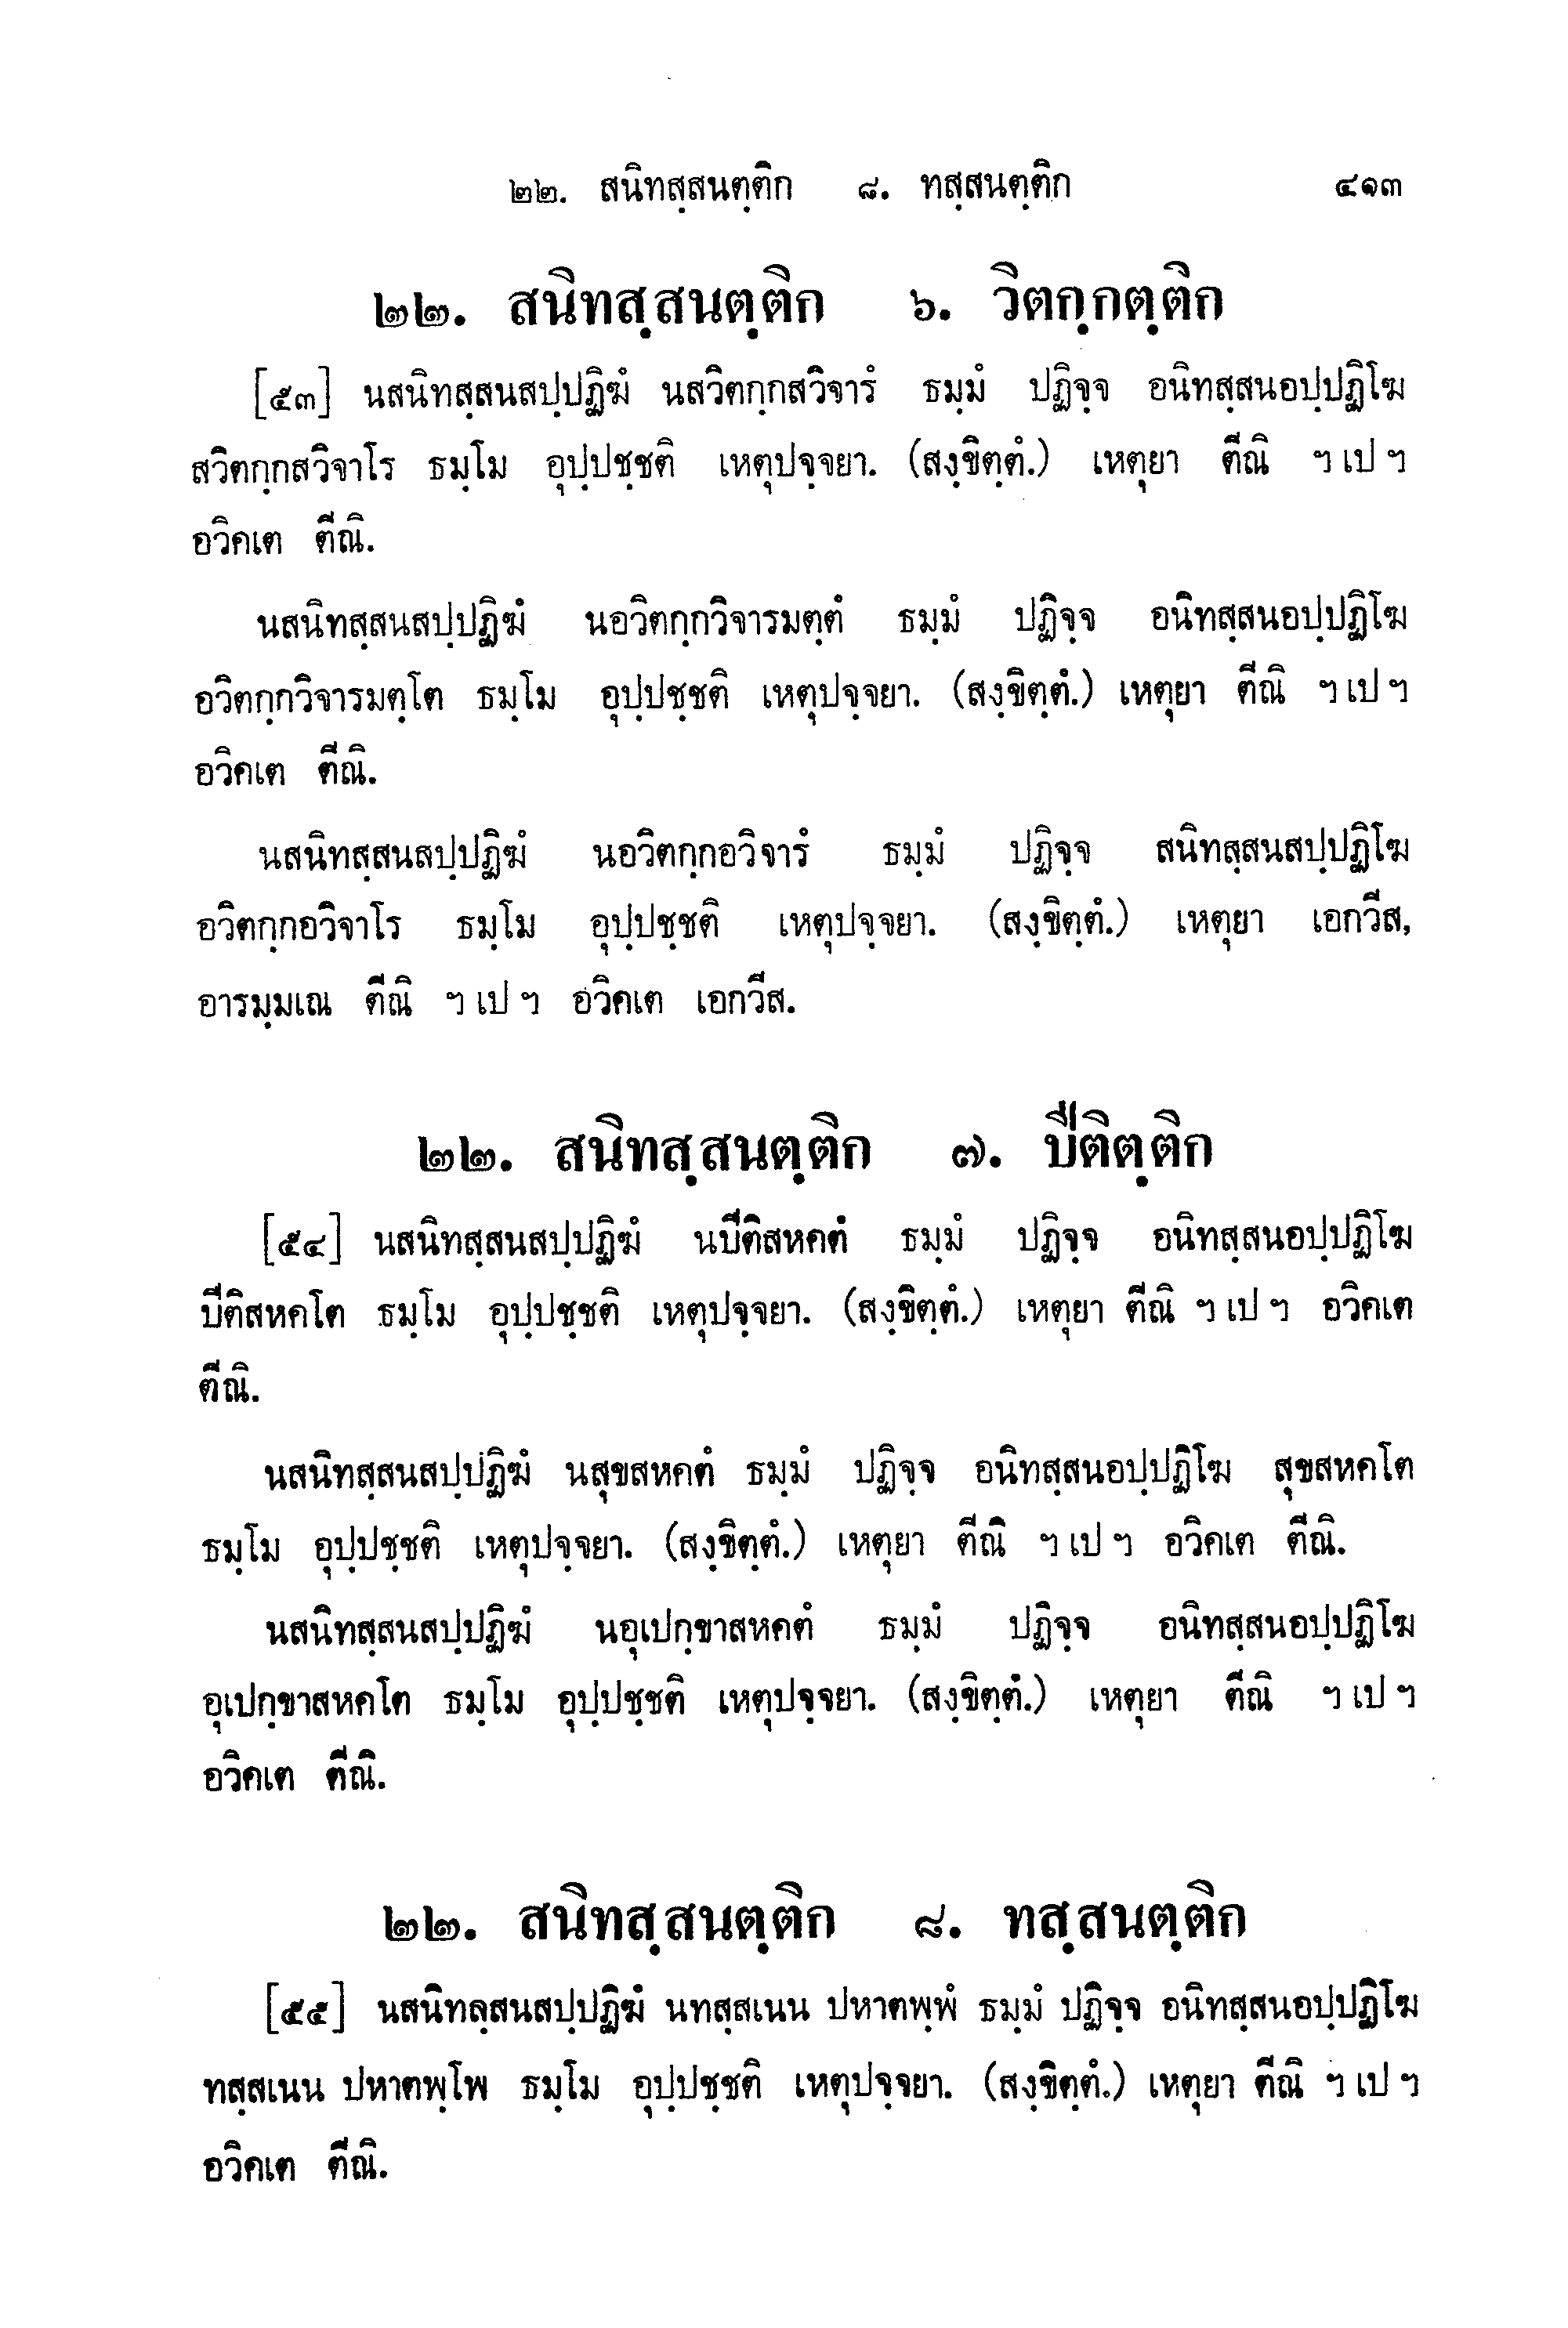 ๒๒. สนิทสฺสนตฺติก ๘. ทสฺสนตฺติก ๔๑๓
๒๒. สนิทสฺสนตฺติก ๖. วิตกฺกตฺติก
[๕๓] นสนิทสฺสนสปฺปฏิฆํ นสวิตกฺกสวิจารํ ธมฺมํ ปฏิจฺจ อนิทสฺสนอปฺปฏิโฆ
สวิตกฺกสวิจาโร ธมฺโม อุปฺปชฺชติ เหตุปจฺจยา. (สงฺขิตฺตํ.) เหตุยา ตีณิ ฯ เป ฯ
อวิคเต ตีณิ.
นสนิทสฺสนสปฺปฏิฆํ นอวิตกฺกวิจารมตฺตํ ธมฺมํ ปฏิจฺจ อนิทสฺสนอปฺปฏิโฆ
อวิตกฺกวิจารมตฺโต ธมฺโม อุปฺปชฺชติ เหตุปจฺจยา. (สงฺขิตฺตํ.) เหตุยา ตีณิ ฯ เป ฯ
อวิคเต ตีณิ.
นสนิทสฺสนสปฺปฏิฆํ นอวิตกฺกอวิจารํ ธมฺมํ ปฏิจฺจ สนิทสฺสนสปฺปฏิโฆ
อวิตกฺกอวิจาโร ธมฺโม อุปฺปชฺชติ เหตุปจฺจยา. (สงฺขิตฺตํ.) เหตุยา เอกวีส,
อารมฺมเณ ตีณิ ฯ เป ฯ อวิคเต เอกวีส.
๒๒. สนิทสฺสนตฺติก ๗. ปีติตฺติก
[๕๔] นสนิทสฺสนสปฺปฏิฆํ นปีติสหคตํ ธมฺมํ ปฏิจฺจ อนิทสฺสนอปฺปฏิโฆ
ปีติสหคโต ธมฺโม อุปฺปชฺชติ เหตุปจฺจยา. (สงฺขิตฺตํ.) เหตุยา ตีณิ ฯ เป ฯ อวิคเต
ตีณิ.
นสนิทสฺสนสปฺปฏิฆํ นสุขสหคตํ ธมฺมํ ปฏิจฺจ อนิทสฺสนอปฺปฏิโฆ สุขสหคโต
ธมฺโม อุปฺปชฺชติ เหตุปจฺจยา. (สงฺขิตฺตํ.) เหตุยา ตีณิ ฯ เป ฯ อวิคเต ตีณิ.
นสนิทสฺสนสปฺปฏิฆํ นอุเปกฺขาสหคตํ ธมฺมํ ปฏิจฺจ อนิทสฺสนอปฺปฏิโฆ
อุเปกฺขาสหคโต ธมฺโม อุปฺปชฺชติ เหตุปจฺจยา. (สงฺขิตฺตํ.) เหตุยา ตีณิ ฯ เป ฯ
อวิคเต ตีณิ.
๒๒. สนิทสฺสนตฺติก ๘. ทสฺสนตฺติก
[๕๕] นสนิทลฺสนสปฺปฏิฆํ นทสฺสเนน ปหาตพฺพํ ธมฺมํ ปฏิจฺจ อนิทสฺสนอปฺปฏิโฆ
ทสฺสเนน ปหาตพฺโพ ธมฺโม อุปฺปชฺชติ เหตุปจฺจยา. (สงฺขิตฺตํ.) เหตุยา ตีณิ ฯ เป ฯ
อวิคเต ตีณิ.